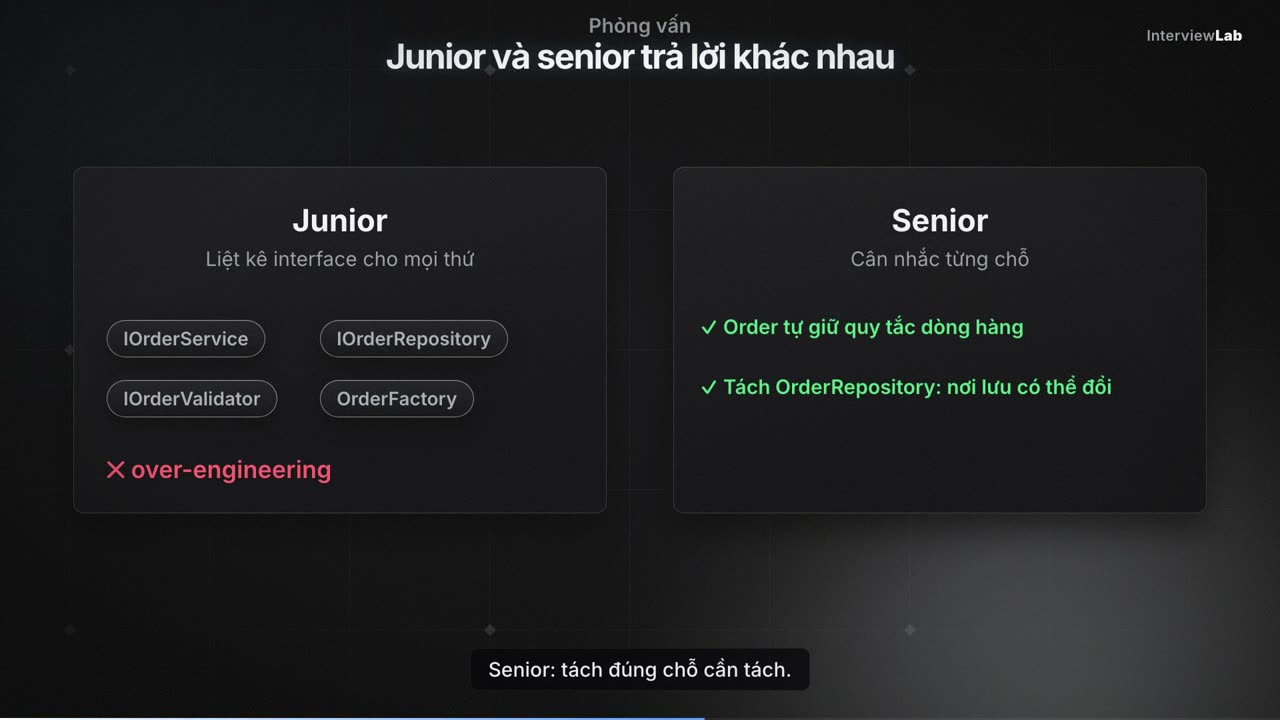 Phỏng vấn
Junior và senior trả lời khác nhau
InterviewLab
Junior
Liệt kê interface cho mọi thứ
IOrderService
IOrderRepository
IOrderValidator
OrderFactory
✕ over-engineering
Senior
Cân nhắc từng chỗ
✓ Order tự giữ quy tắc dòng hàng
✓ Tách OrderRepository: nơi lưu có thể đổi
Senior: tách đúng chỗ cần tách.